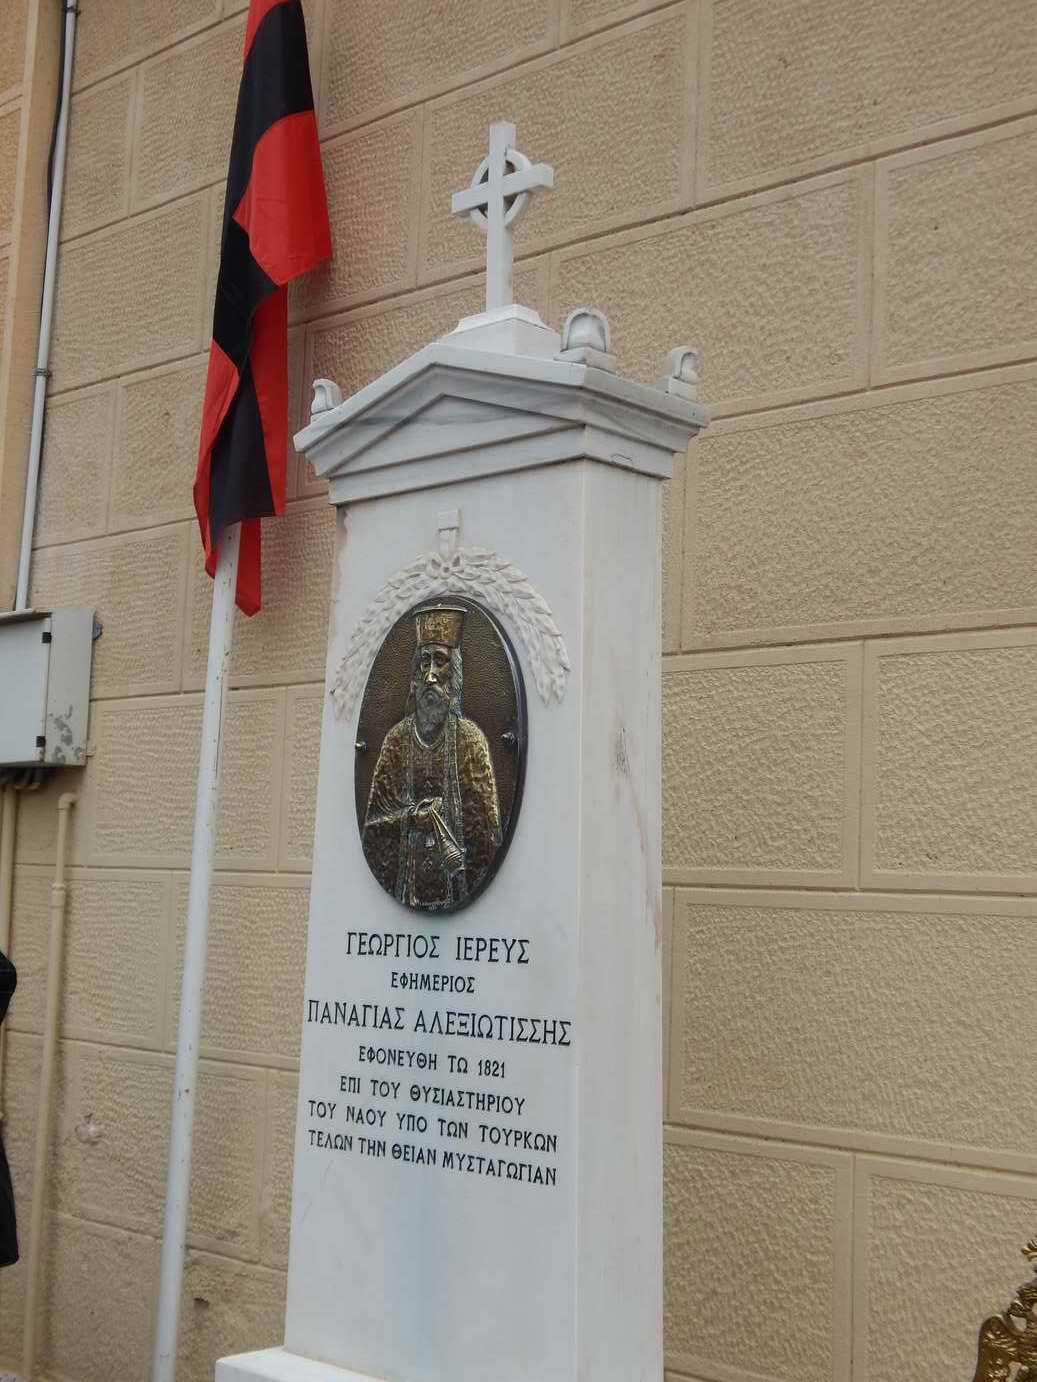 ΓΕΩΡΓΙΟΣ ΙΕΡΕΥΣ
ΕΦΗΜΕΡΙΟΣ
ΠΑΝΑΓΙΑΣ ΑΛΕΞΙΩΤΙΣΣΗΣ
ΕΦΟΝΕΥΘΗ ΤΩ 1821
ΕΠΙ ΤΟΥ ΘΥΣΙΑΣΤΗΡΙΟΥ
ΤΟΥ ΝΑΟΥ ΥΠΟ ΤΩΝ ΤΟΥΡΚΩΝ
ΤΕΛΩΝ ΤΗΝ ΘΕΙΑΝ ΜΥΣΤΑΓΩΓΙΑΝ